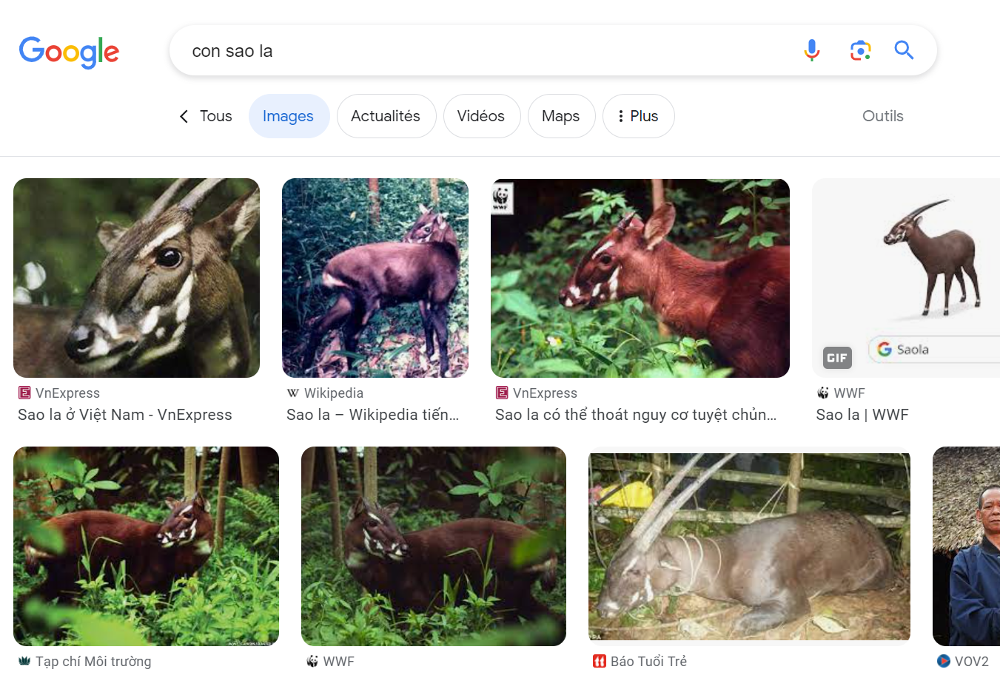 Google
con sao la
Tous
Images
Actualités
Vidéos
Maps
Plus
Outils
WWF
GIF
Saola
VnExpress
Wikipedia
VnExpress
WWF
Sao la ở Việt Nam - VnExpress
Sao la – Wikipedia tiến...
Sao la có thể thoát nguy cơ tuyệt chủn...
Sao la | WWF
Tạp chí Môi trường
WWF
Báo Tuổi Trẻ
VOV2